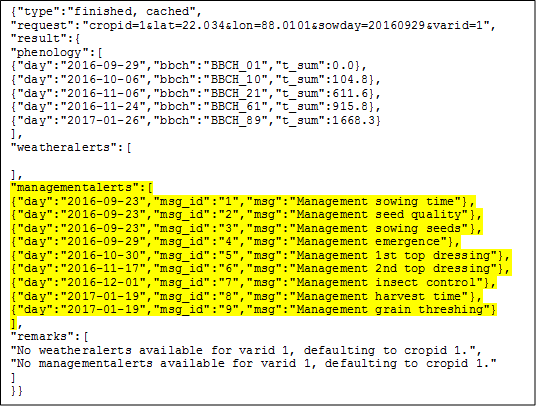 {"type":"finished, cached",
"request":"cropid=1&lat=22.034&lon=88.0101&sowday=20160929&varid=1",
"result":{
"phenology":[
{"day":"2016-09-29","bbch":"BBCH_01","t_sum":0.0},
{"day":"2016-10-06","bbch":"BBCH_10","t_sum":104.8},
{"day":"2016-11-06","bbch":"BBCH_21","t_sum":611.6},
{"day":"2016-11-24","bbch":"BBCH_61","t_sum":915.8},
{"day":"2017-01-26","bbch":"BBCH_89","t_sum":1668.3}
],
"weatheralerts":[
],
"managementalerts":[
{"day":"2016-09-23","msg_id":"1","msg":"Management sowing time"},
{"day":"2016-09-23","msg_id":"2","msg":"Management seed quality"},
{"day":"2016-09-23","msg_id":"3","msg":"Management sowing seeds"},
{"day":"2016-09-29","msg_id":"4","msg":"Management emergence"},
{"day":"2016-10-30","msg_id":"5","msg":"Management 1st top dressing"},
{"day":"2016-11-17","msg_id":"6","msg":"Management 2nd top dressing"},
{"day":"2016-12-01","msg_id":"7","msg":"Management insect control"},
{"day":"2017-01-19","msg_id":"8","msg":"Management harvest time"},
{"day":"2017-01-19","msg_id":"9","msg":"Management grain threshing"}
],
"remarks":[
"No weatheralerts available for varid 1, defaulting to cropid 1.",
"No managementalerts available for varid 1, defaulting to cropid 1."
]
}}